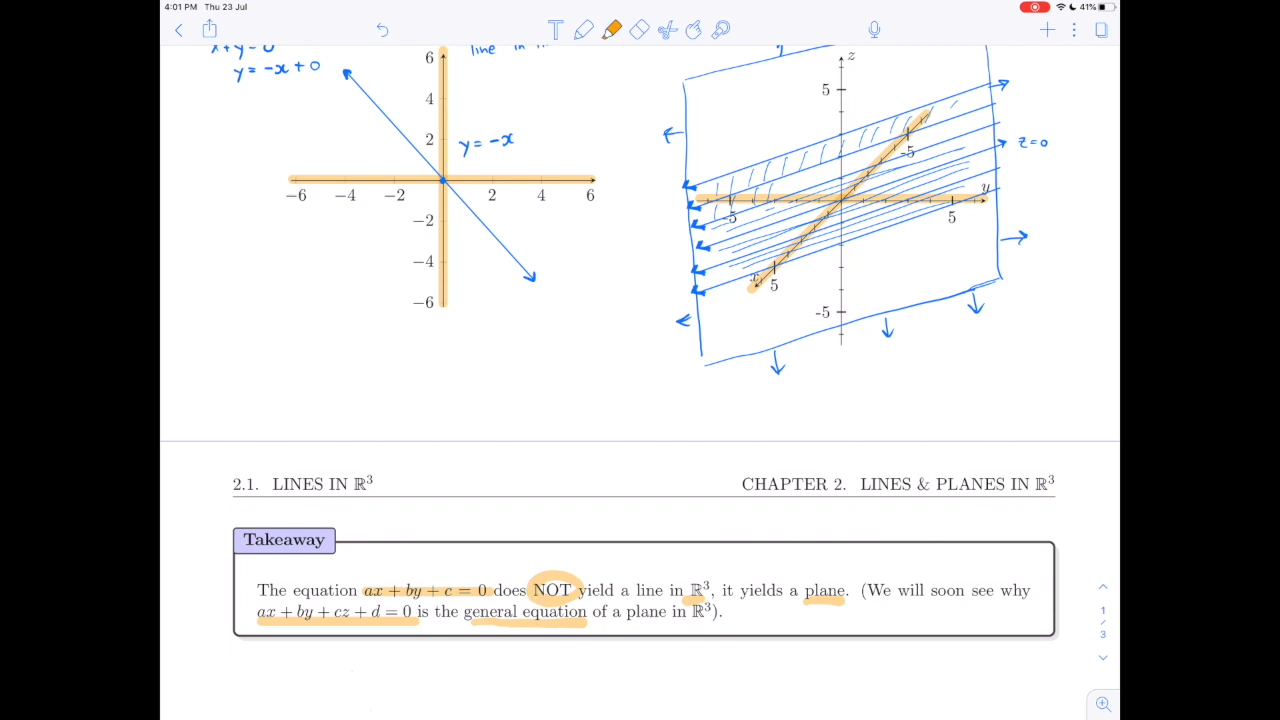 4:01 PM Thu 23 Jul
41%
x+y=0
y=-x+0
line in
y=-x
6
4
2
-6 -4 -2 2 4 6
-2
-4
-6
z
5
-5
z=0
y
-5
5
x
5
-5
2.1. LINES IN ℝ³ CHAPTER 2. LINES & PLANES IN ℝ³
Takeaway
The equation ax + by + c = 0 does NOT yield a line in ℝ³, it yields a plane. (We will soon see why
ax + by + cz + d = 0 is the general equation of a plane in ℝ³).
1
/
3